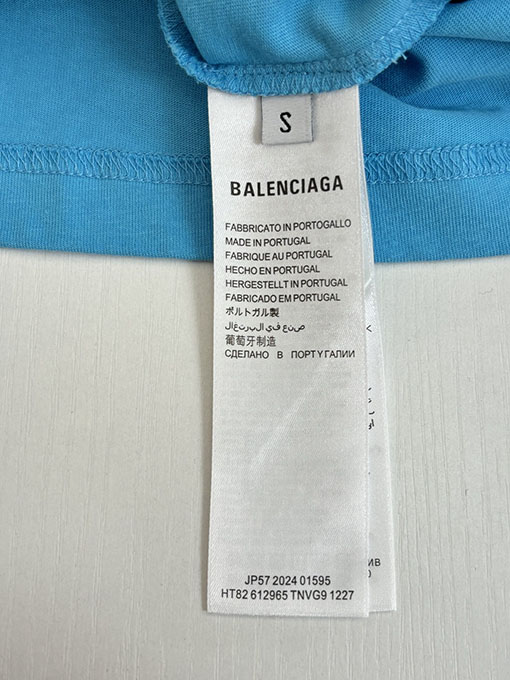 S
BALENCIAGA
FABBRICATO IN PORTOGALLO
MADE IN PORTUGAL
FABRIQUE AU PORTUGAL
HECHO EN PORTUGAL
HERGESTELLT IN PORTUGAL
FABRICADO EM PORTUGAL
ポルトガル製
صنع في البرتغال
葡萄牙制造
СДЕЛАНО В ПОРТУГАЛИИ
JP57 2024 01595
HT82 612965 TNVG9 1227